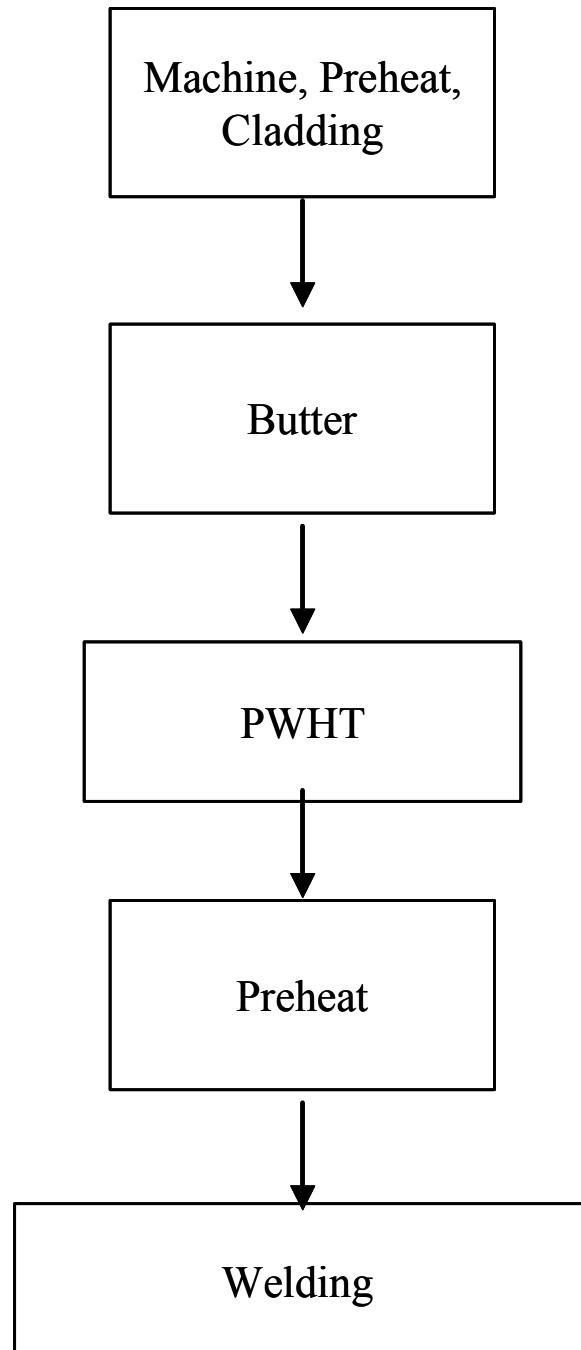 Machine, Preheat,
Cladding
Butter
PWHT
Preheat
Welding